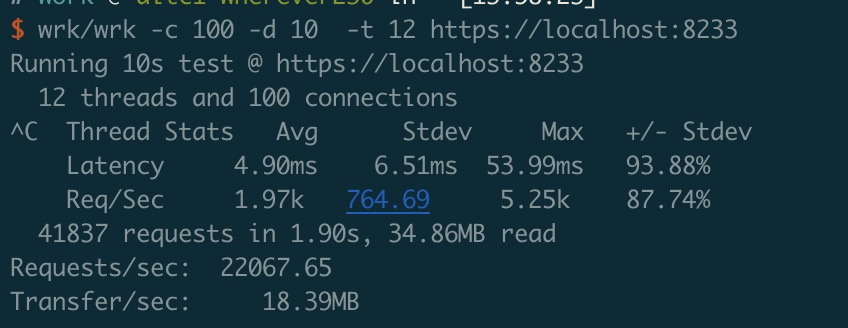 $ wrk/wrk -c 100 -d 10  -t 12 https://localhost:8233
Running 10s test @ https://localhost:8233
  12 threads and 100 connections
^C  Thread Stats   Avg      Stdev     Max   +/- Stdev
    Latency     4.90ms    6.51ms  53.99ms   93.88%
    Req/Sec     1.97k   764.69     5.25k    87.74%
  41837 requests in 1.90s, 34.86MB read
Requests/sec:  22067.65
Transfer/sec:     18.39MB